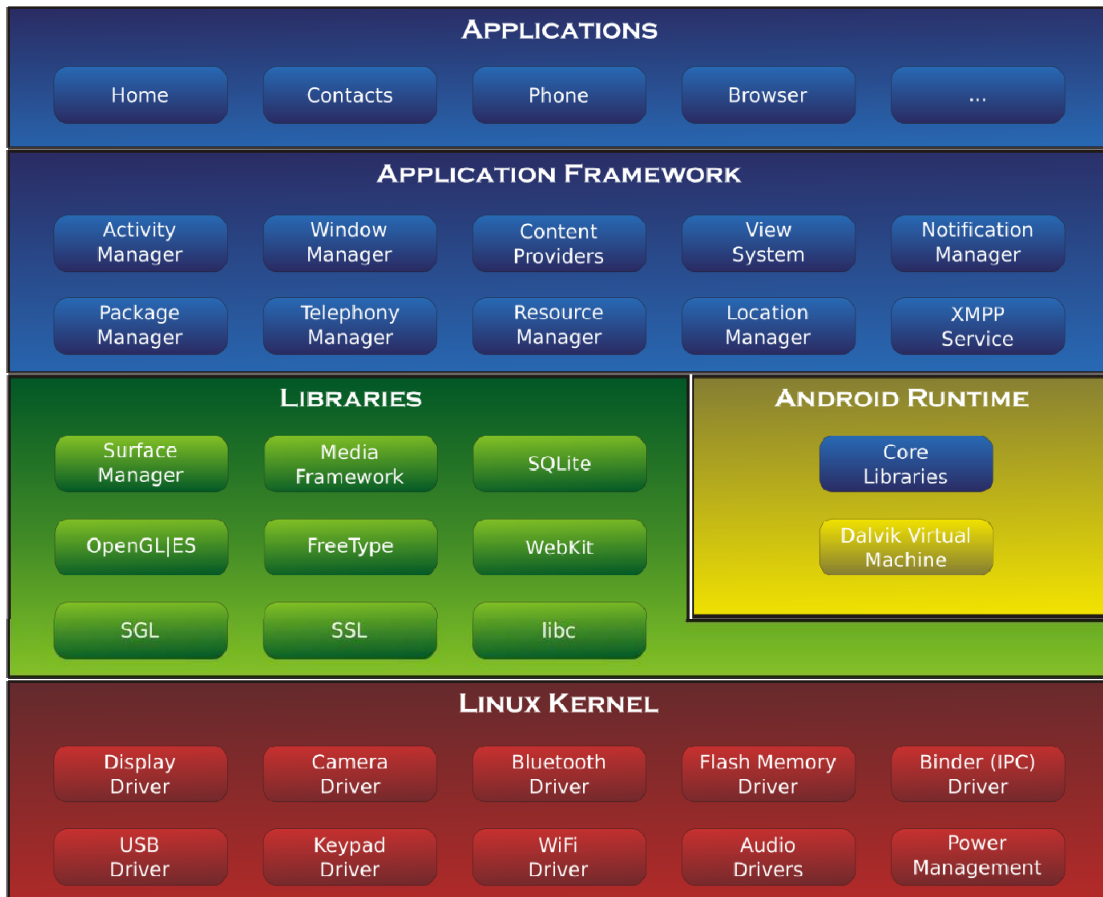 APPLICATIONS
Home
Contacts
Phone
Browser
...
APPLICATION FRAMEWORK
Activity
Manager
Window
Manager
Content
Providers
View
System
Notification
Manager
Package
Manager
Telephony
Manager
Resource
Manager
Location
Manager
XMPP
Service
LIBRARIES
Surface
Manager
Media
Framework
SQLite
OpenGL|ES
FreeType
WebKit
SGL
SSL
libc
ANDROID RUNTIME
Core
Libraries
Dalvik Virtual
Machine
LINUX KERNEL
Display
Driver
Camera
Driver
Bluetooth
Driver
Flash Memory
Driver
Binder (IPC)
Driver
USB
Driver
Keypad
Driver
WiFi
Driver
Audio
Drivers
Power
Management